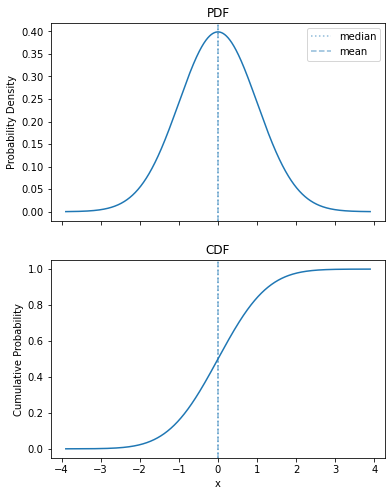 PDF
median
mean
Probability Density
0.40
0.35
0.30
0.25
0.20
0.15
0.10
0.05
0.00
CDF
Cumulative Probability
1.0
0.8
0.6
0.4
0.2
0.0
−4 −3 −2 −1 0 1 2 3 4
x